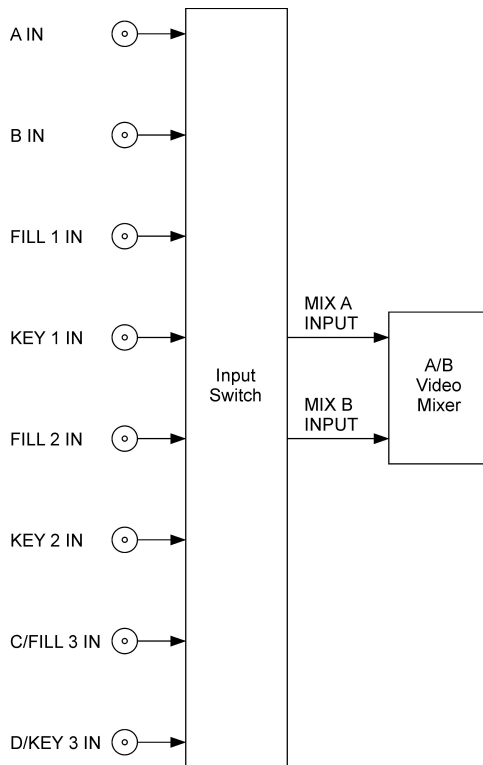 A IN
B IN
FILL 1 IN
KEY 1 IN
FILL 2 IN
KEY 2 IN
C/FILL 3 IN
D/KEY 3 IN
Input
Switch
MIX A
INPUT
MIX B
INPUT
A/B
Video
Mixer